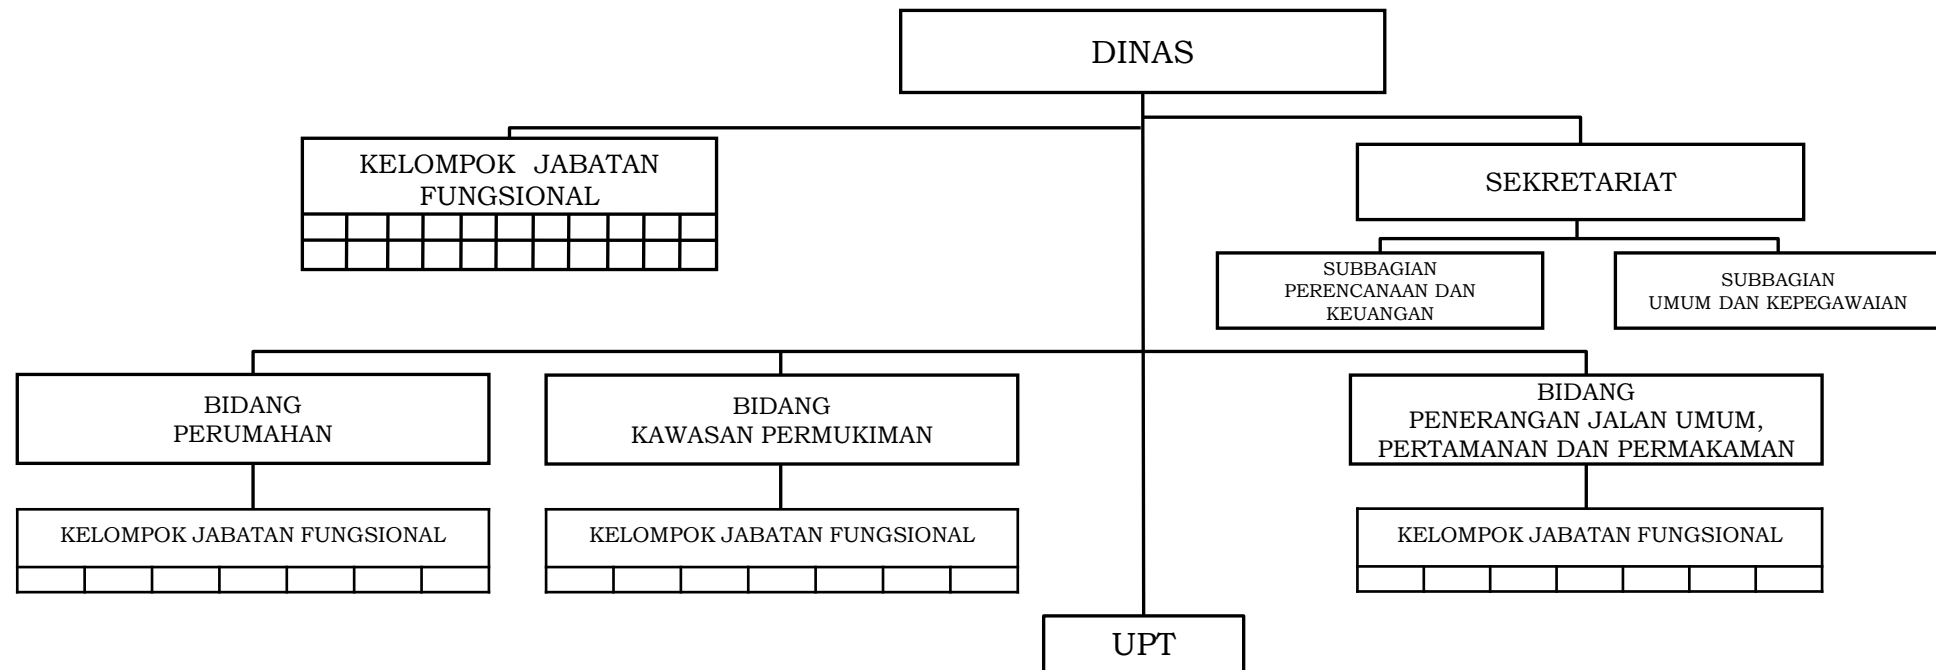 DINAS
KELOMPOK JABATAN
FUNGSIONAL
SEKRETARIAT
SUBBAGIAN
PERENCANAAN DAN
KEUANGAN
SUBBAGIAN
UMUM DAN KEPEGAWAIAN
BIDANG
PERUMAHAN
BIDANG
KAWASAN PERMUKIMAN
BIDANG
PENERANGAN JALAN UMUM,
PERTAMANAN DAN PERMAKAMAN
KELOMPOK JABATAN FUNGSIONAL
KELOMPOK JABATAN FUNGSIONAL
KELOMPOK JABATAN FUNGSIONAL
UPT